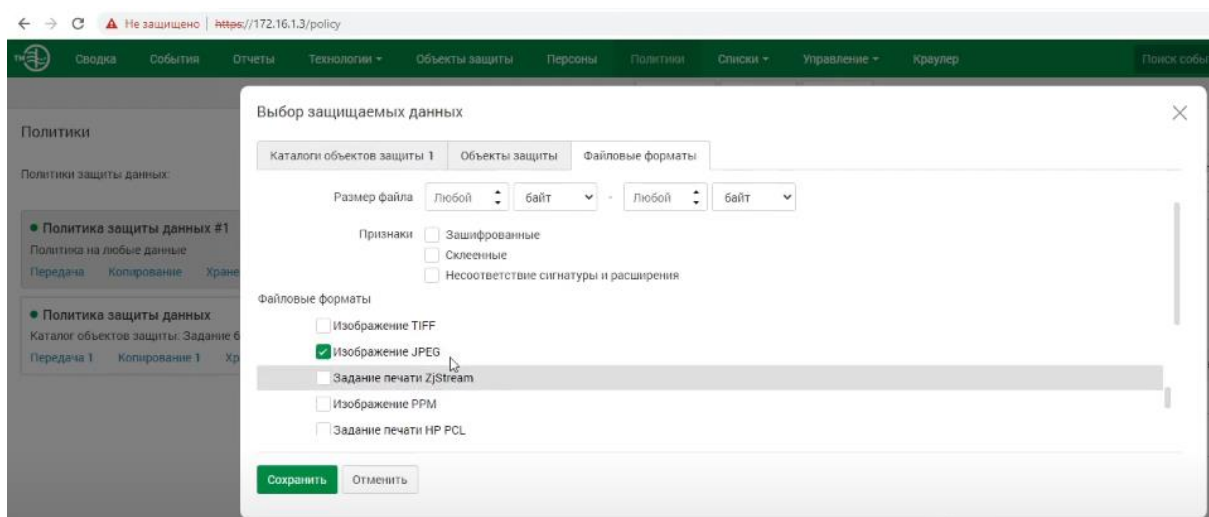 Не защищено | https://172.16.1.3/policy
Сводка События Отчеты Технологии Объекты защиты Персоны Политики Списки Управление Краулер Поиск собы
Выбор защищаемых данных
Политики
Каталоги объектов защиты 1 Объекты защиты Файловые форматы
Политики защиты данных:
Размер файла Любой байт - Любой байт
Политика защиты данных #1
Политика на любые данные
Передача Копирование Хране
Признаки Зашифрованные
Склеенные
Несоответствие сигнатуры и расширения
Файловые форматы
Политика защиты данных
Каталог объектов защиты: Задание 6
Передача 1 Копирование 1 Хр
Изображение TIFF
Изображение JPEG
Задание печати ZjStream
Изображение PPM
Задание печати HP PCL
Сохранить Отменить